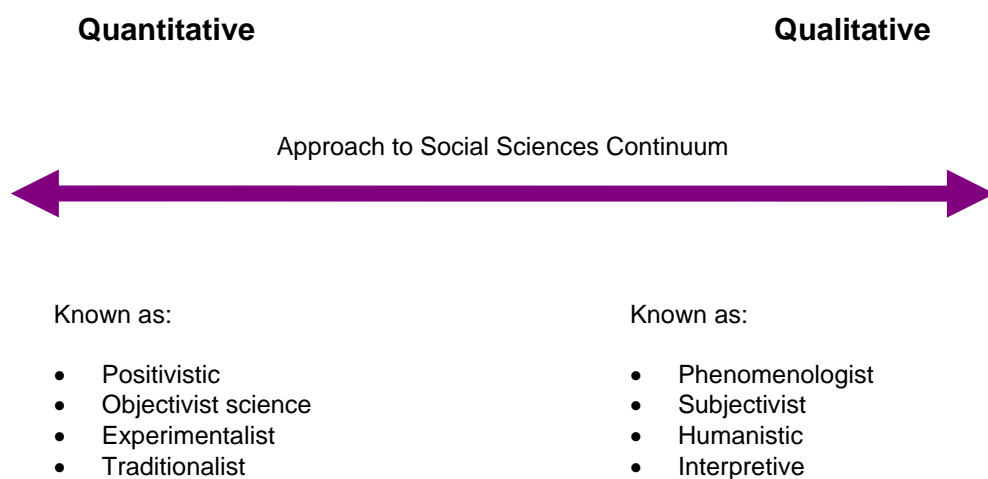 Quantitative
Qualitative
Approach to Social Sciences Continuum
Known as:
• Positivistic
• Objectivist science
• Experimentalist
• Traditionalist
Known as:
• Phenomenologist
• Subjectivist
• Humanistic
• Interpretive